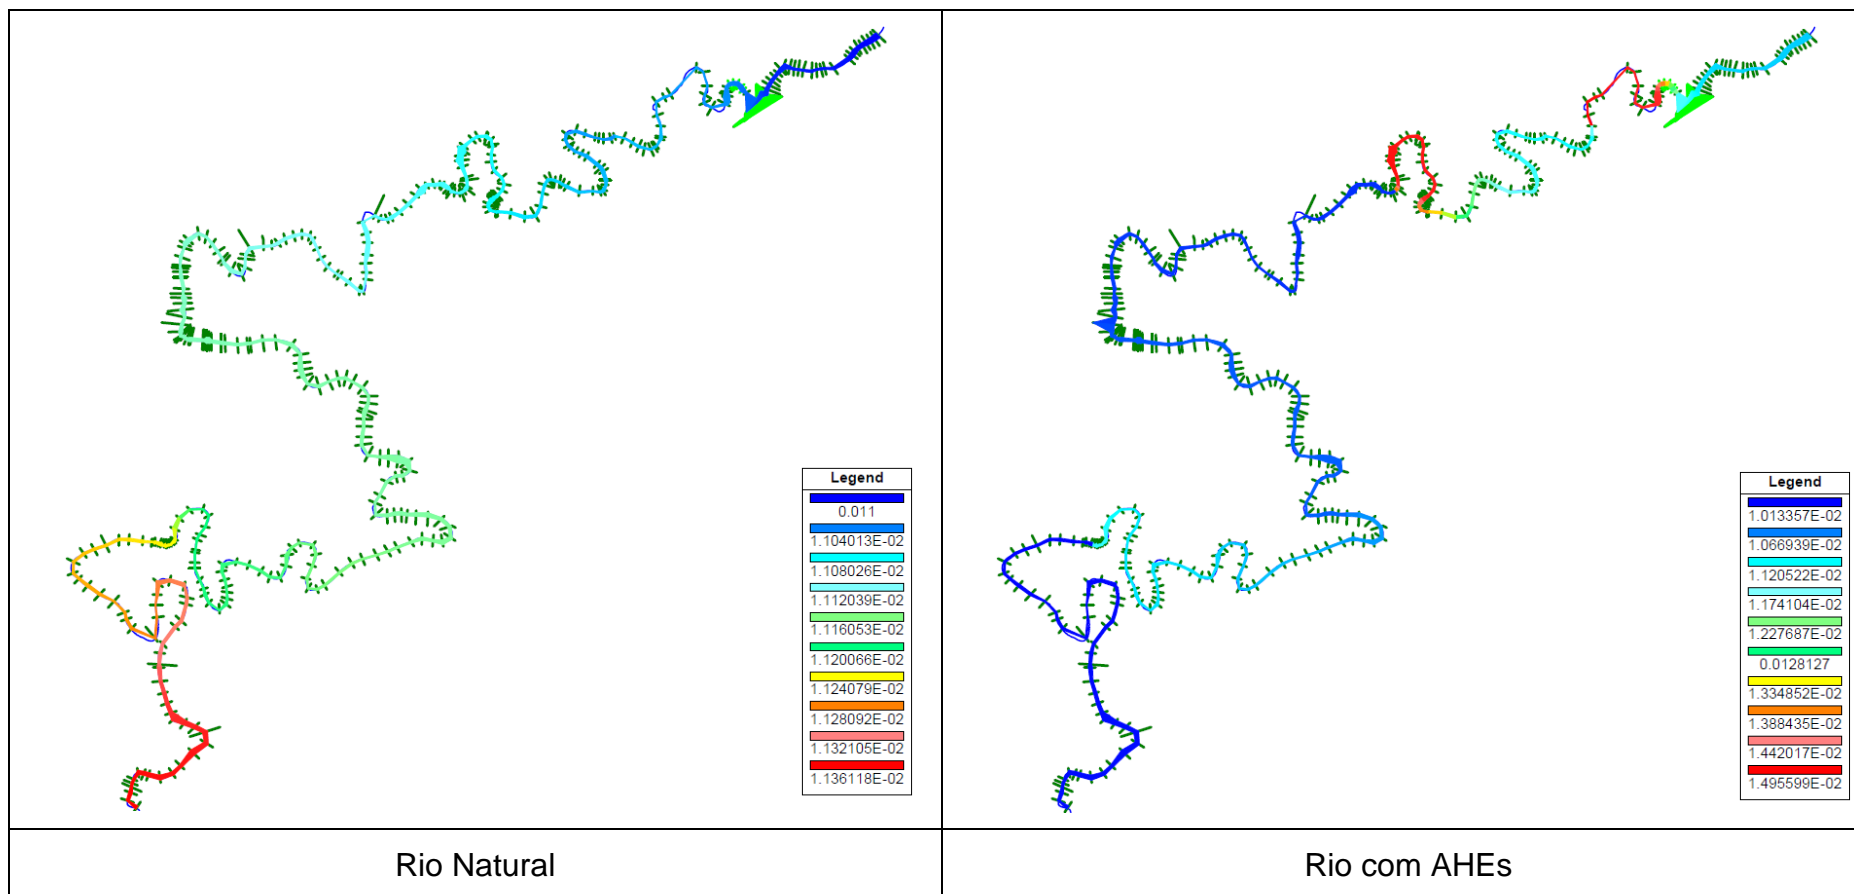 Legend
0.011
1.104013E-02
1.108026E-02
1.112039E-02
1.116053E-02
1.120066E-02
1.124079E-02
1.128092E-02
1.132105E-02
1.136118E-02
Legend
1.013357E-02
1.066939E-02
1.120522E-02
1.174104E-02
1.227687E-02
0.0128127
1.334852E-02
1.388435E-02
1.442017E-02
1.495599E-02
Rio Natural
Rio com AHEs